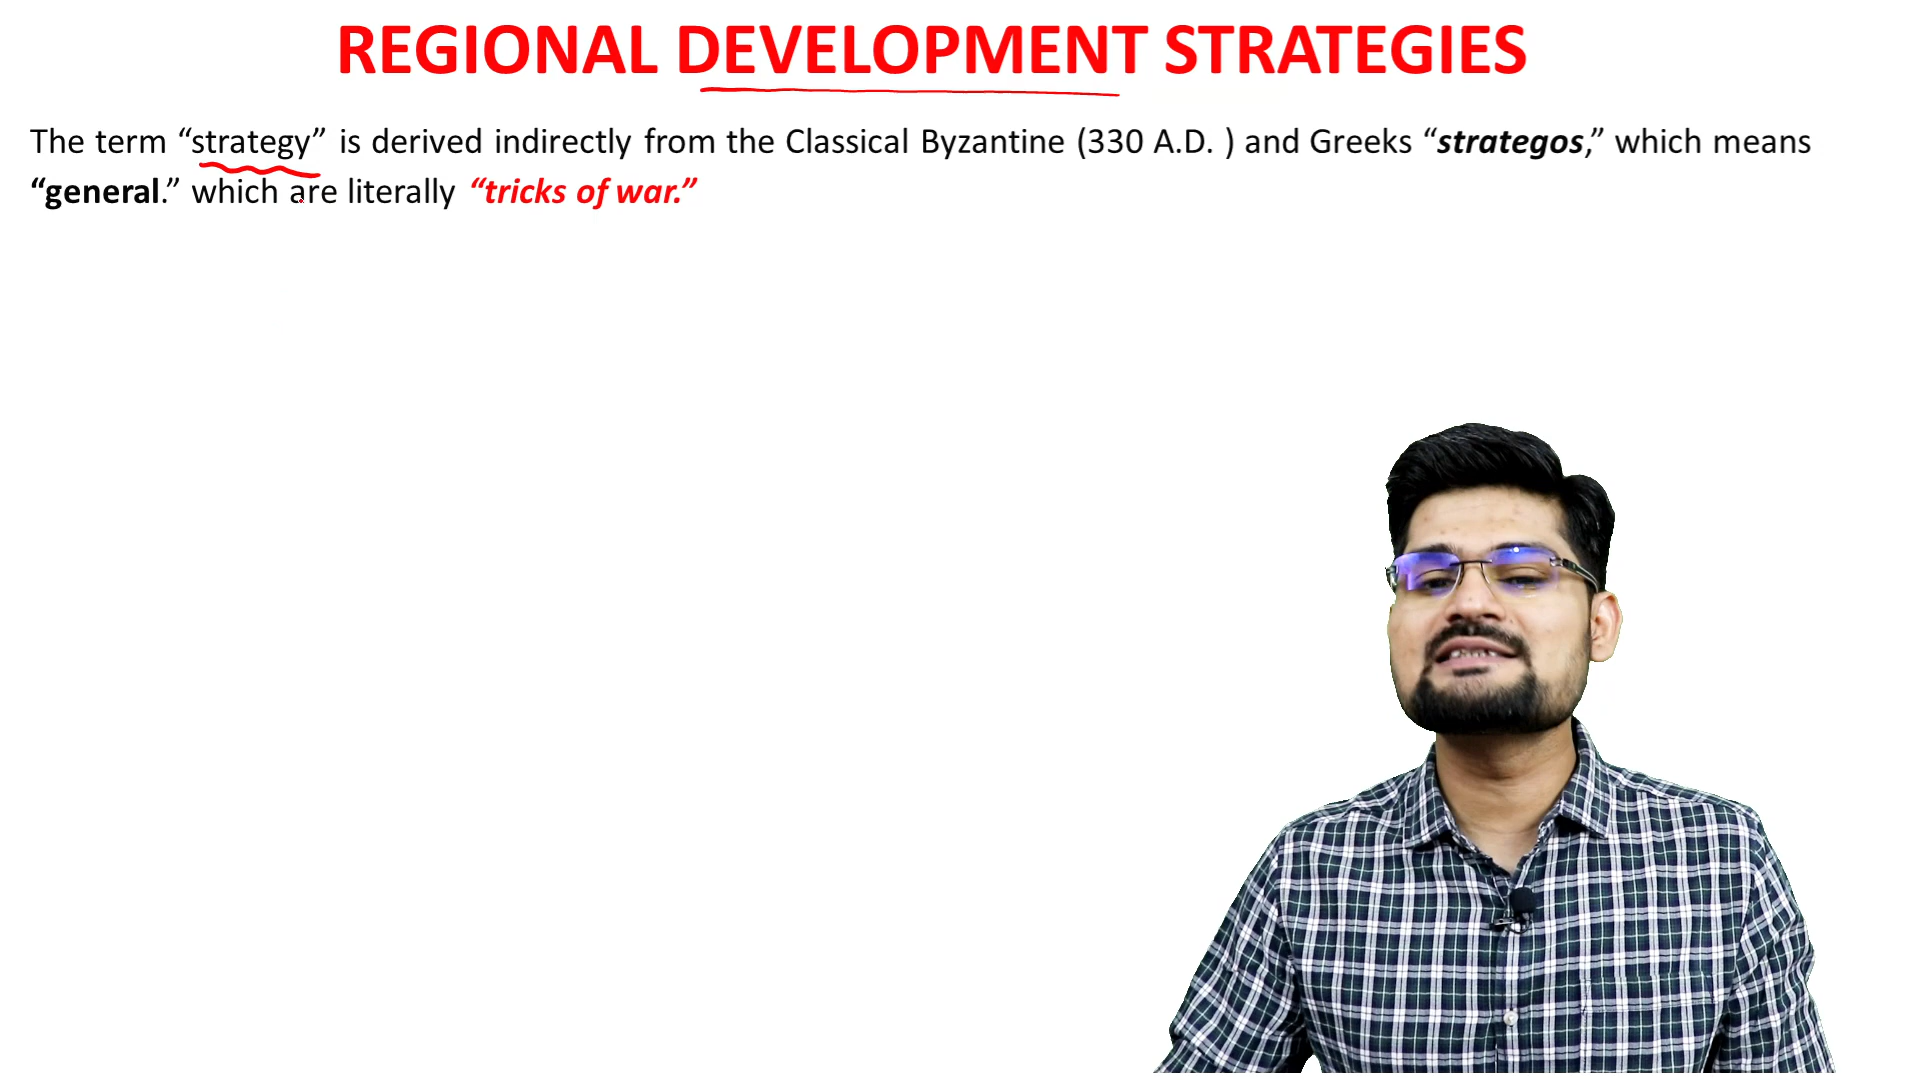 REGIONAL DEVELOPMENT STRATEGIES
The term “strategy” is derived indirectly from the Classical Byzantine (330 A.D. ) and Greeks “strategos,” which means
“general.” which are literally “tricks of war.”